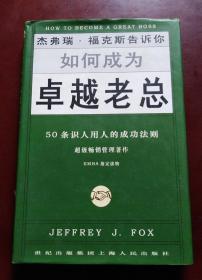 HOW TO BECOME A GREAT BOSS
杰弗瑞·福克斯告诉你
如何成为
卓越老总
50条识人用人的成功法则
超级畅销管理著作
EMBA指定读物
JEFFREY J. FOX
世纪出版集团上海人民出版社